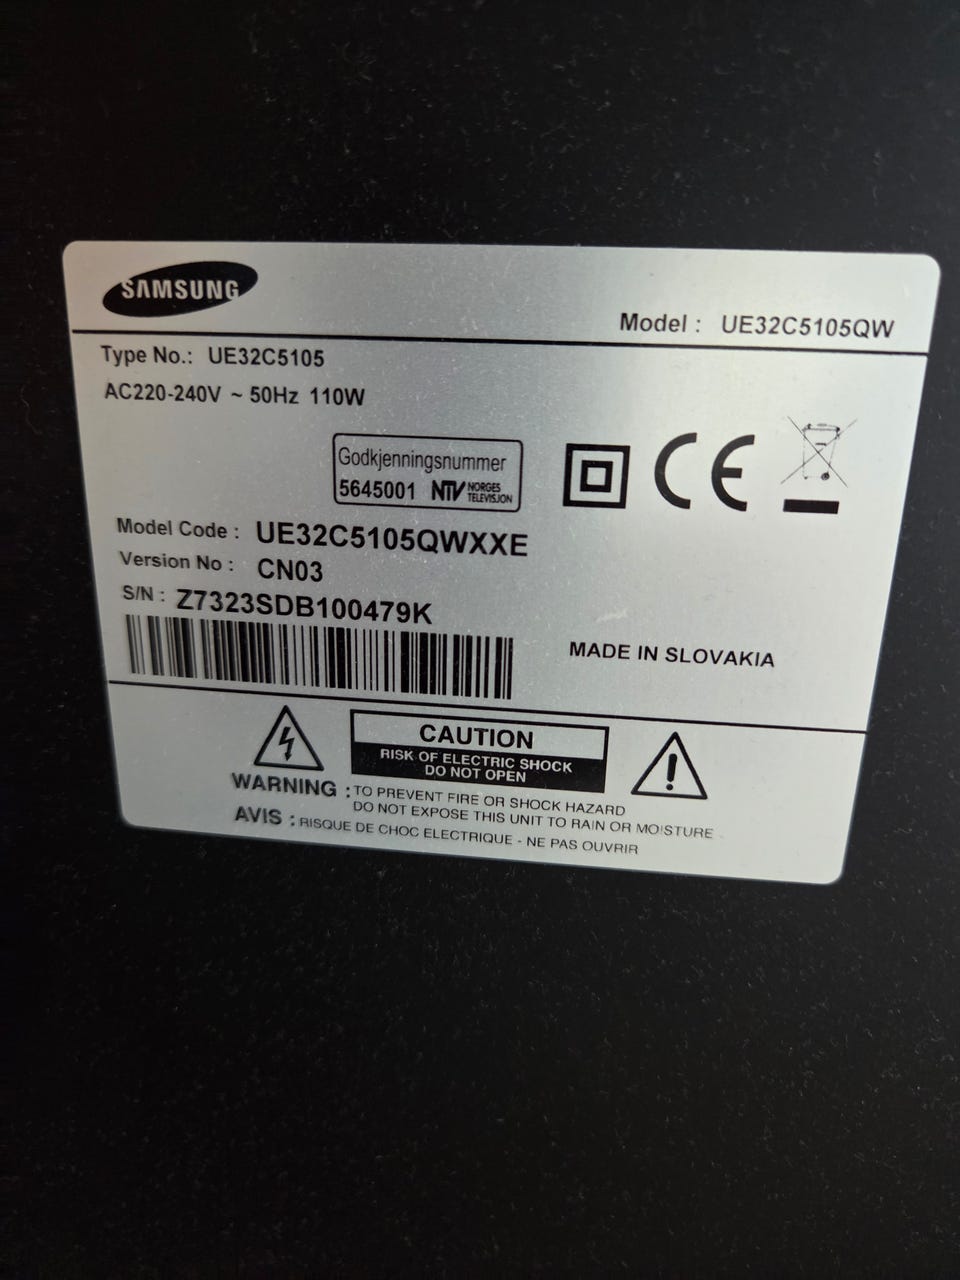 SAMSUNG
Model : UE32C5105QW
Type No.: UE32C5105
AC220-240V ~ 50Hz 110W
Godkjenningsnummer
5645001 NTV NORGES TELEVISJON
CE
Model Code : UE32C5105QWXXE
Version No : CN03
S/N : Z7323SDB100479K
MADE IN SLOVAKIA
CAUTION
RISK OF ELECTRIC SHOCK
DO NOT OPEN
WARNING : TO PREVENT FIRE OR SHOCK HAZARD
DO NOT EXPOSE THIS UNIT TO RAIN OR MOISTURE
AVIS : RISQUE DE CHOC ELECTRIQUE - NE PAS OUVRIR